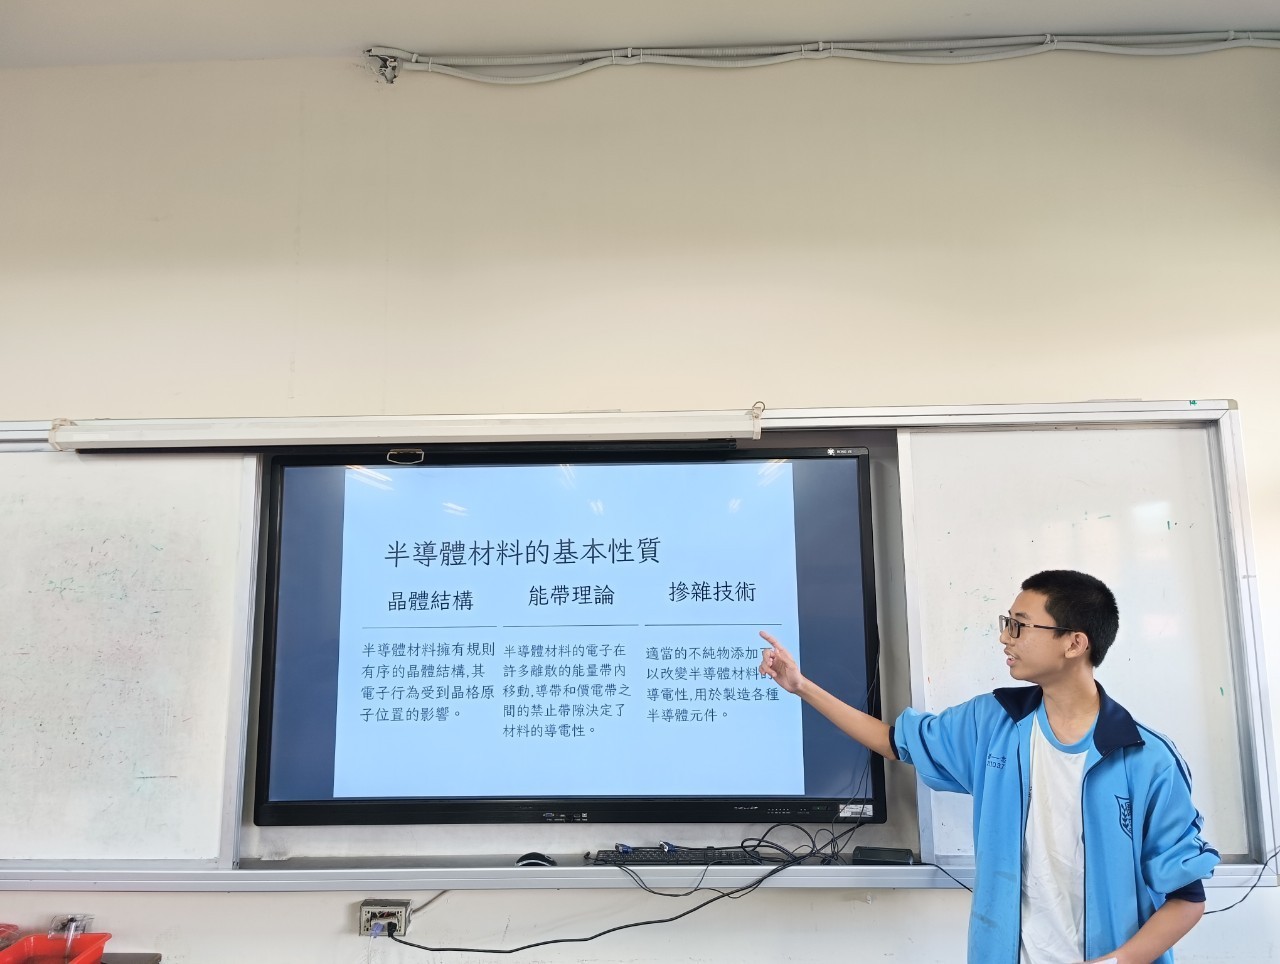 半導體材料的基本性質
晶體結構
能帶理論
摻雜技術
半導體材料擁有規則
有序的晶體結構,其
電子行為受到晶格原
子位置的影響。
半導體材料的電子在
許多離散的能量帶內
移動,導帶和價電帶之
間的禁止帶隙決定了
材料的導電性。
適當的不純物添加
以改變半導體材料
導電性,用於製造各種
半導體元件。